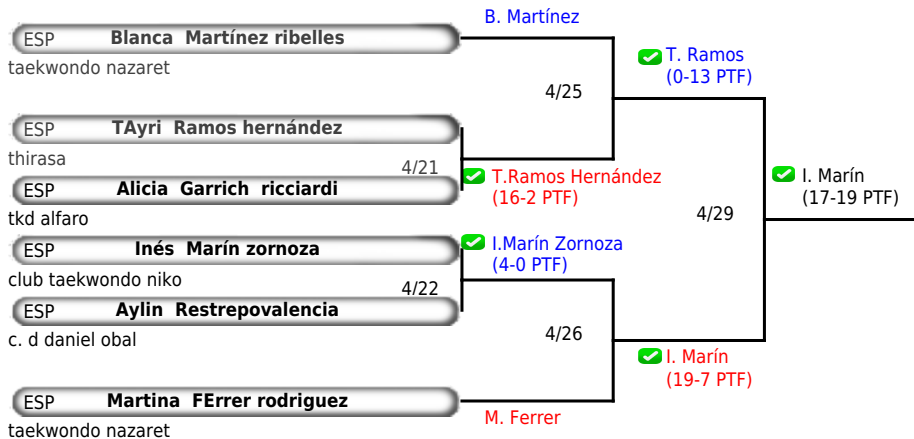 B. Martínez
ESP Blanca Martínez ribelles
taekwondo nazaret
T. Ramos
(0-13 PTF)
4/25
ESP TAyri Ramos hernández
thirasa
4/21
T.Ramos Hernández
(16-2 PTF)
ESP Alicia Garrich ricciardi
tkd alfaro
I. Marín
(17-19 PTF)
4/29
ESP Inés Marín zornoza
club taekwondo niko
I.Marín Zornoza
(4-0 PTF)
4/22
ESP Aylin Restrepovalencia
c. d daniel obal
4/26
I. Marín
(19-7 PTF)
ESP Martina FErrer rodriguez
taekwondo nazaret
M. Ferrer